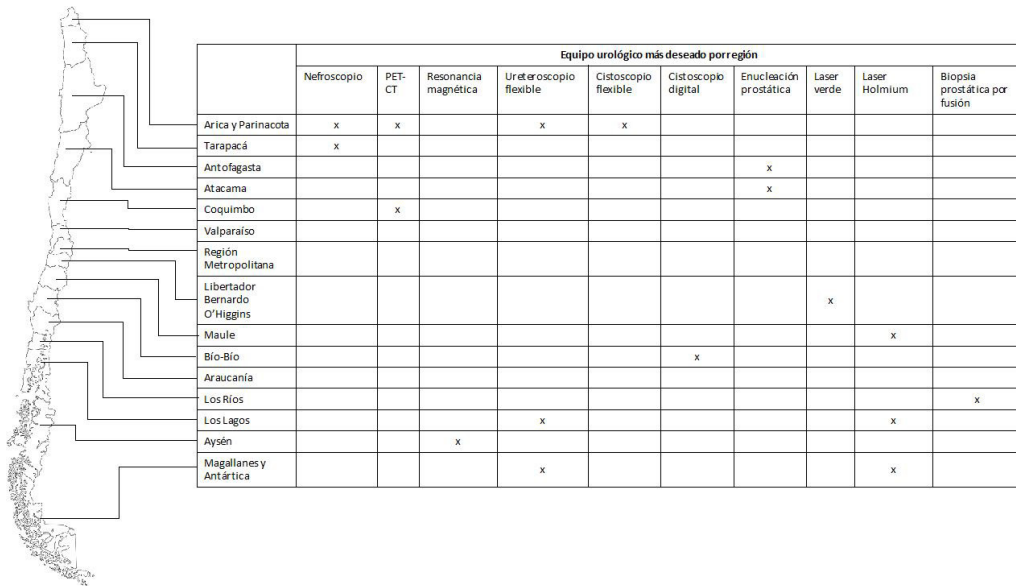 Equipo urológico más deseado por región
Nefroscopio PET- Resonancia Ureteroscopio Cistoscopio Cistoscopio Enucleación Laser Laser Biopsia
CT magnética flexible flexible digital prostática verde Holmium prostática por
fusión
Arica y Parinacota x x x x
Tarapacá x
Antofagasta x
Atacama x
Coquimbo x
Valparaíso
Región
Metropolitana
Libertador
Bernardo x
O'Higgins
Maule x
Bío-Bío x
Araucanía
Los Ríos x
Los Lagos x x
Aysén x
Magallanes y
Antártica x x